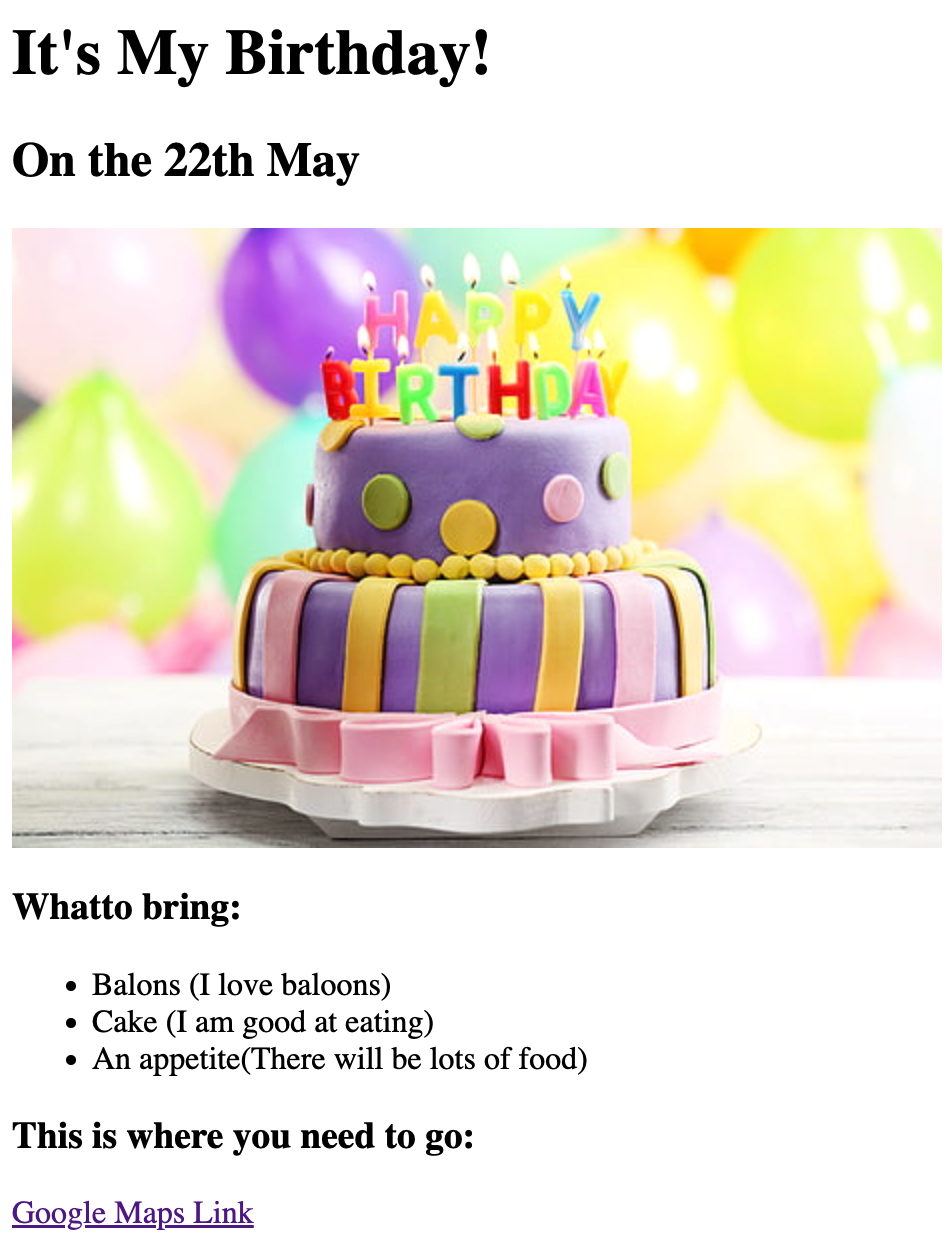 It's My Birthday!
On the 22th May
HAPPY
BIRTHDAY
Whatto bring:
Balons (I love baloons)
Cake (I am good at eating)
An appetite(There will be lots of food)
This is where you need to go:
Google Maps Link